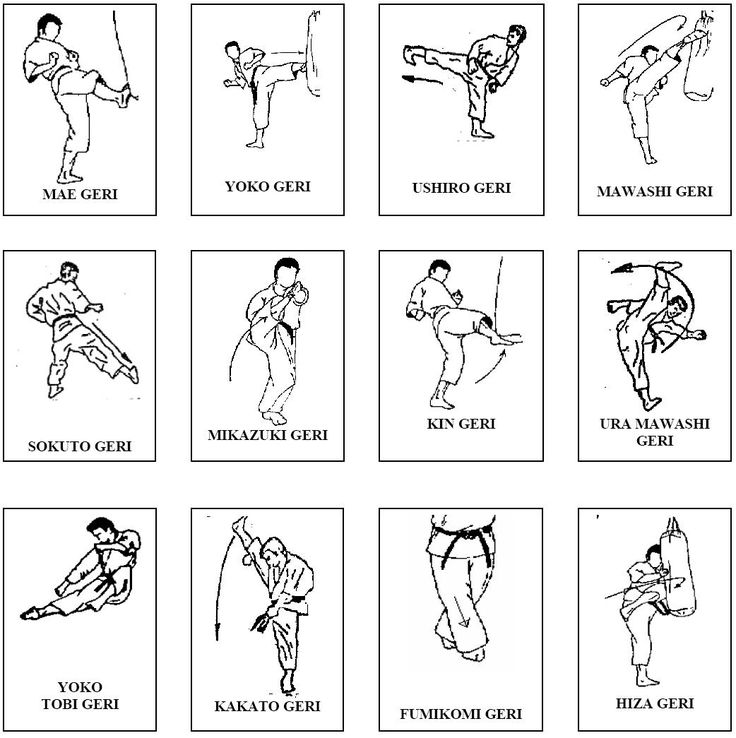 MAE GERI
YOKO GERI
USHIRO GERI
MAWASHI GERI
SOKUTO GERI
MIKAZUKI GERI
KIN GERI
URA MAWASHI
GERI
YOKO
TOBI GERI
KAKATO GERI
FUMIKOMI GERI
HIZA GERI